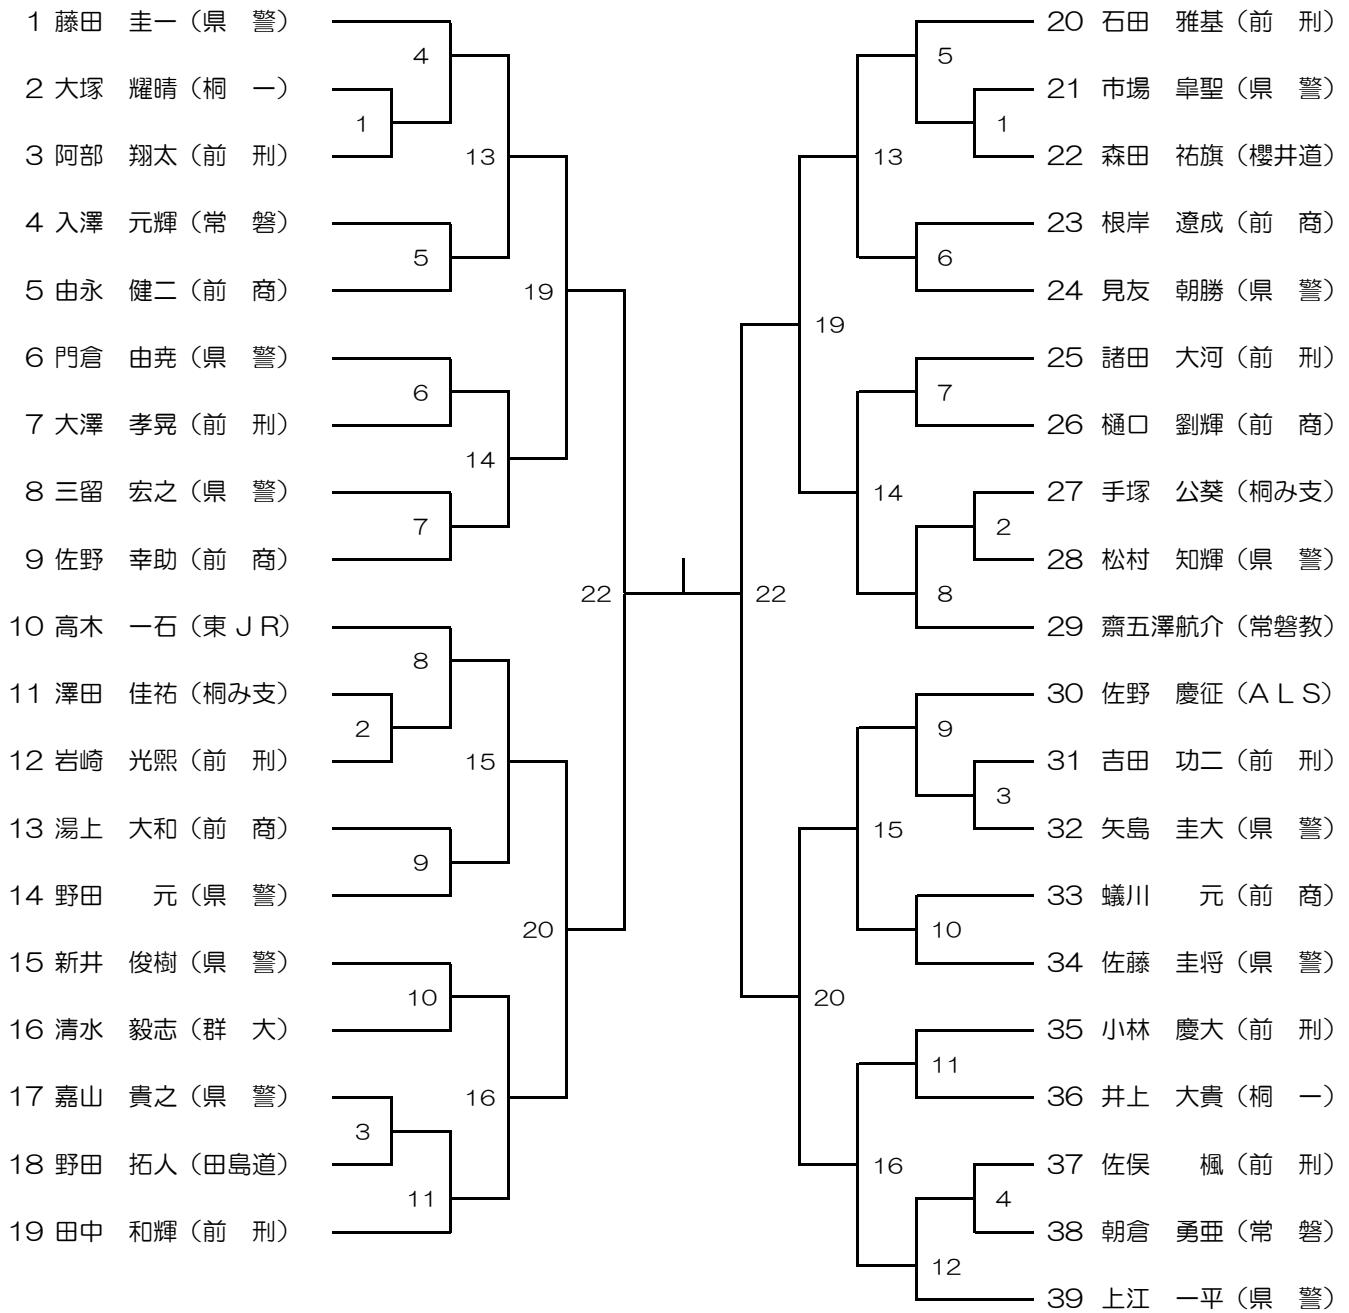 1 藤田　圭一（県　警）
4
2 大塚　耀晴（桐　一）
1
3 阿部　翔太（前　刑）
13
4 入澤　元輝（常　磐）
5
5 由永　健二（前　商）
19
6 門倉　由尭（県　警）
6
7 大澤　孝晃（前　刑）
14
8 三留　宏之（県　警）
7
9 佐野　幸助（前　商）
22
10 高木　一石（東ＪＲ）
8
11 澤田　佳祐（桐み支）
2
12 岩崎　光煕（前　刑）
15
13 湯上　大和（前　商）
9
14 野田　　元（県　警）
20
15 新井　俊樹（県　警）
10
16 清水　毅志（群　大）
17 嘉山　貴之（県　警）
16
3
18 野田　拓人（田島道）
11
19 田中　和輝（前　刑）
20 石田　雅基（前　刑）
5
21 市場　皐聖（県　警）
1
22 森田　祐旗（櫻井道）
13
23 根岸　遼成（前　商）
6
24 見友　朝勝（県　警）
19
25 諸田　大河（前　刑）
7
26 樋口　劉輝（前　商）
27 手塚　公葵（桐み支）
14
2
28 松村　知輝（県　警）
22
8
29 齋五澤航介（常磐教）
30 佐野　慶征（ＡＬＳ）
9
31 吉田　功二（前　刑）
3
32 矢島　圭大（県　警）
15
33 蟻川　　元（前　商）
10
34 佐藤　圭将（県　警）
20
35 小林　慶大（前　刑）
11
36 井上　大貴（桐　一）
37 佐俣　　楓（前　刑）
16
4
38 朝倉　勇亜（常　磐）
12
39 上江　一平（県　警）